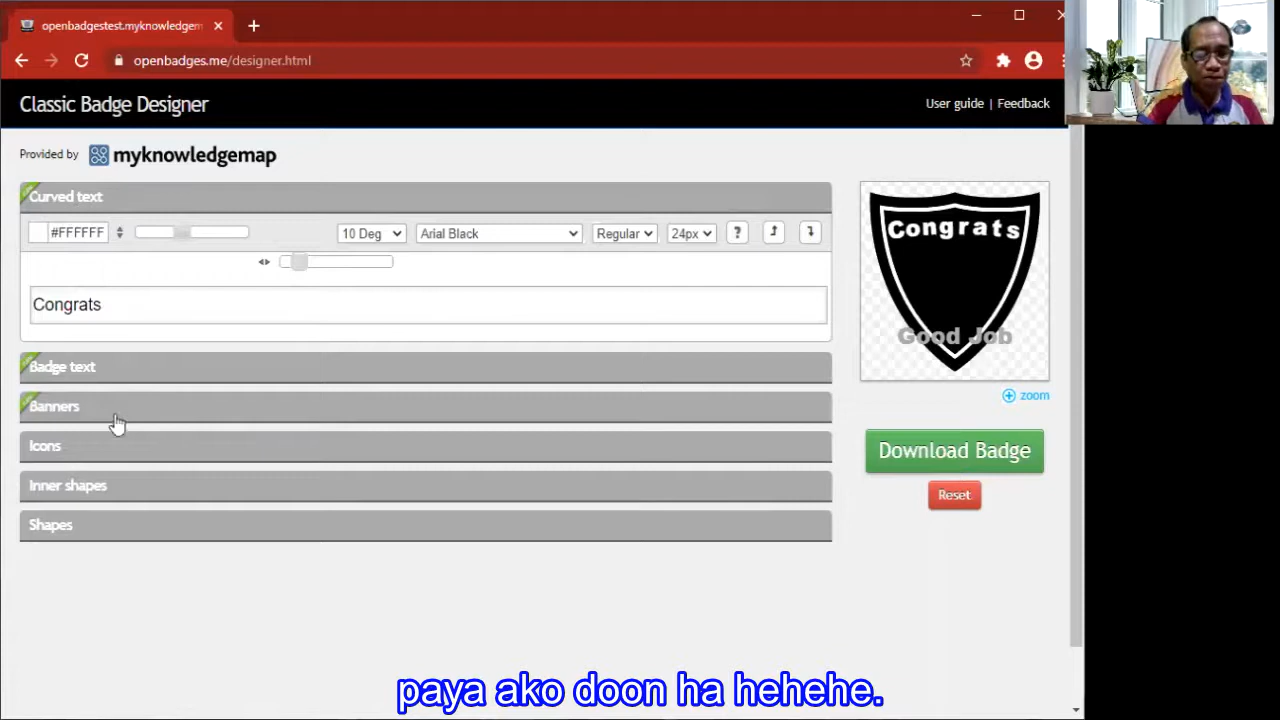 openbadgestest.myknowledgem
openbadges.me/designer.html
Classic Badge Designer
User guide | Feedback
Provided by myknowledgemap
Curved text
#FFFFFF
10 Deg
Arial Black
Regular
24px
?
Congrats
Badge text
Banners
Icons
Inner shapes
Shapes
Congrats
Good Job
zoom
Download Badge
Reset
paya ako doon ha hehehe.